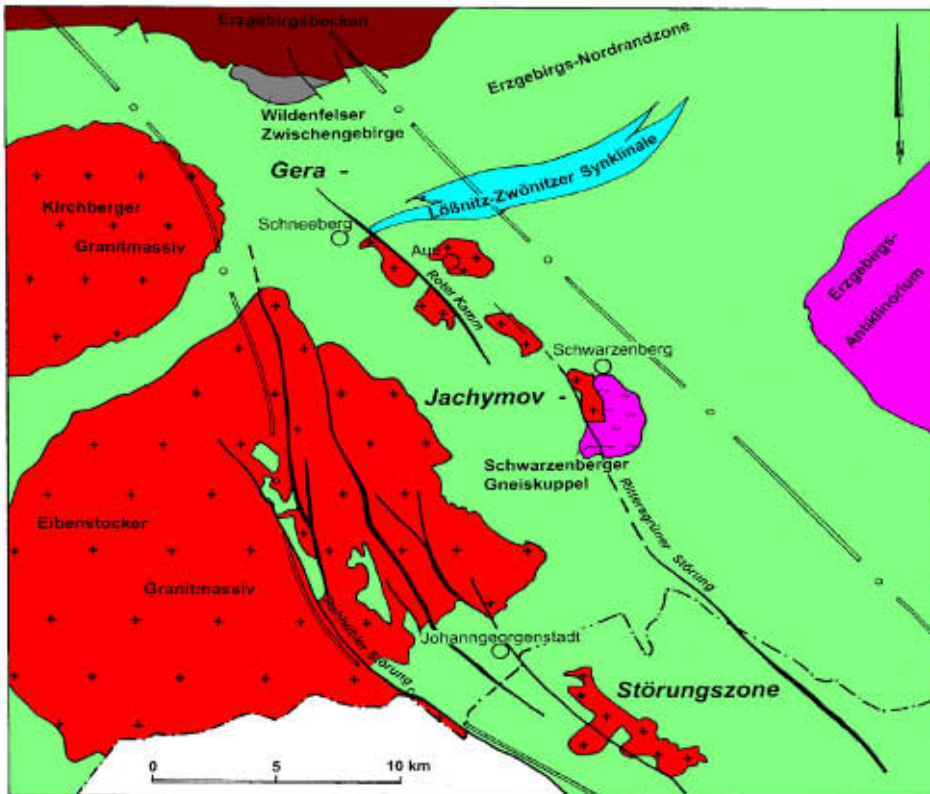 Erzgebirgsbecken
Erzgebirgs-Nordrandzone
Wildenfelser
Zwischengebirge
Gera -
Lößnitz-Zwönitzer Synklinale
Kirchberger
Granitmassiv
Schneeberg
Aue
Roter Kamm
Erzgebirgs-
Antiklinorium
Schwarzenberg
Jachymov -
Schwarzenberger
Gneiskuppel
Rittersgrüner Störung
Eibenstocker
Granitmassiv
Störung
Johanngeorgenstadt
Störungszone
0 5 10 km